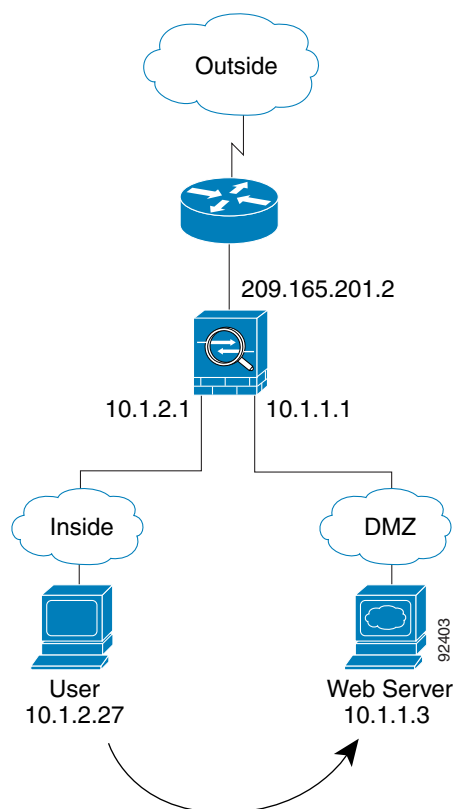 Outside
209.165.201.2
10.1.2.1
10.1.1.1
Inside
DMZ
92403
User
10.1.2.27
Web Server
10.1.1.3